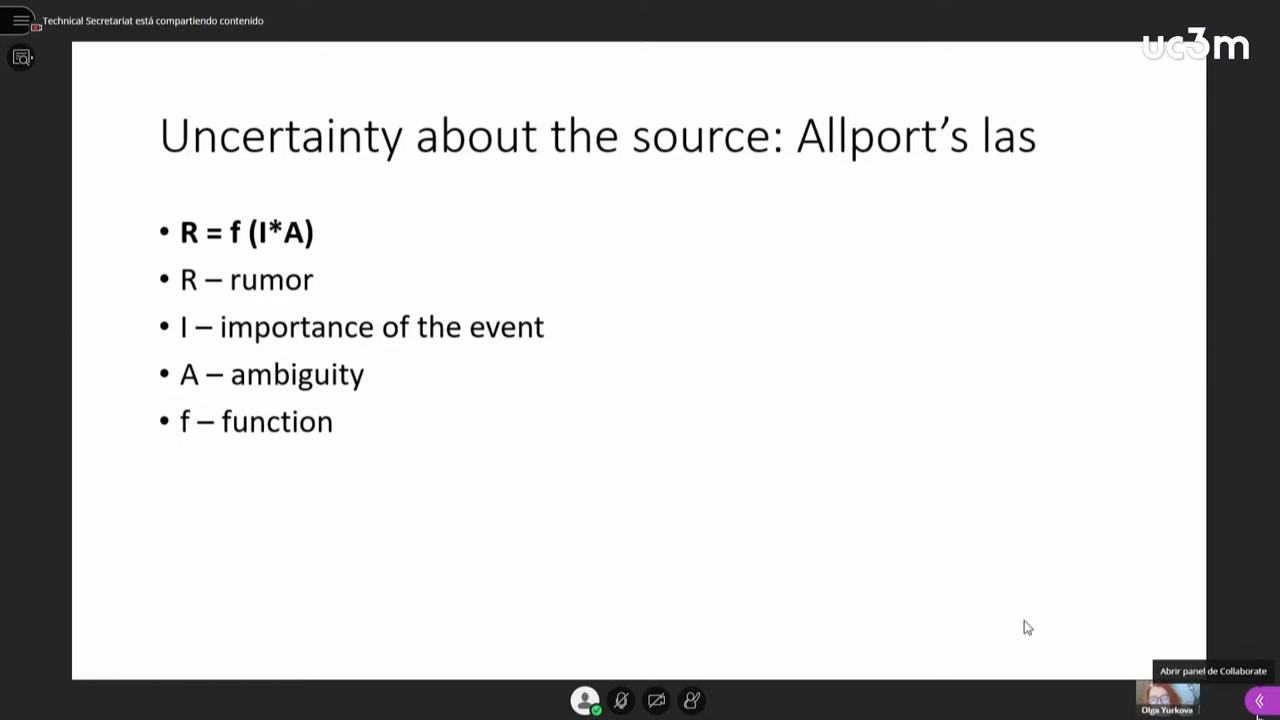 Technical Secretariat está compartiendo contenido
uc3m
Uncertainty about the source: Allport's las
• R = f (I*A)
• R – rumor
• I – importance of the event
• A – ambiguity
• f – function
Abrir panel de Collaborate
Olga Yurkova